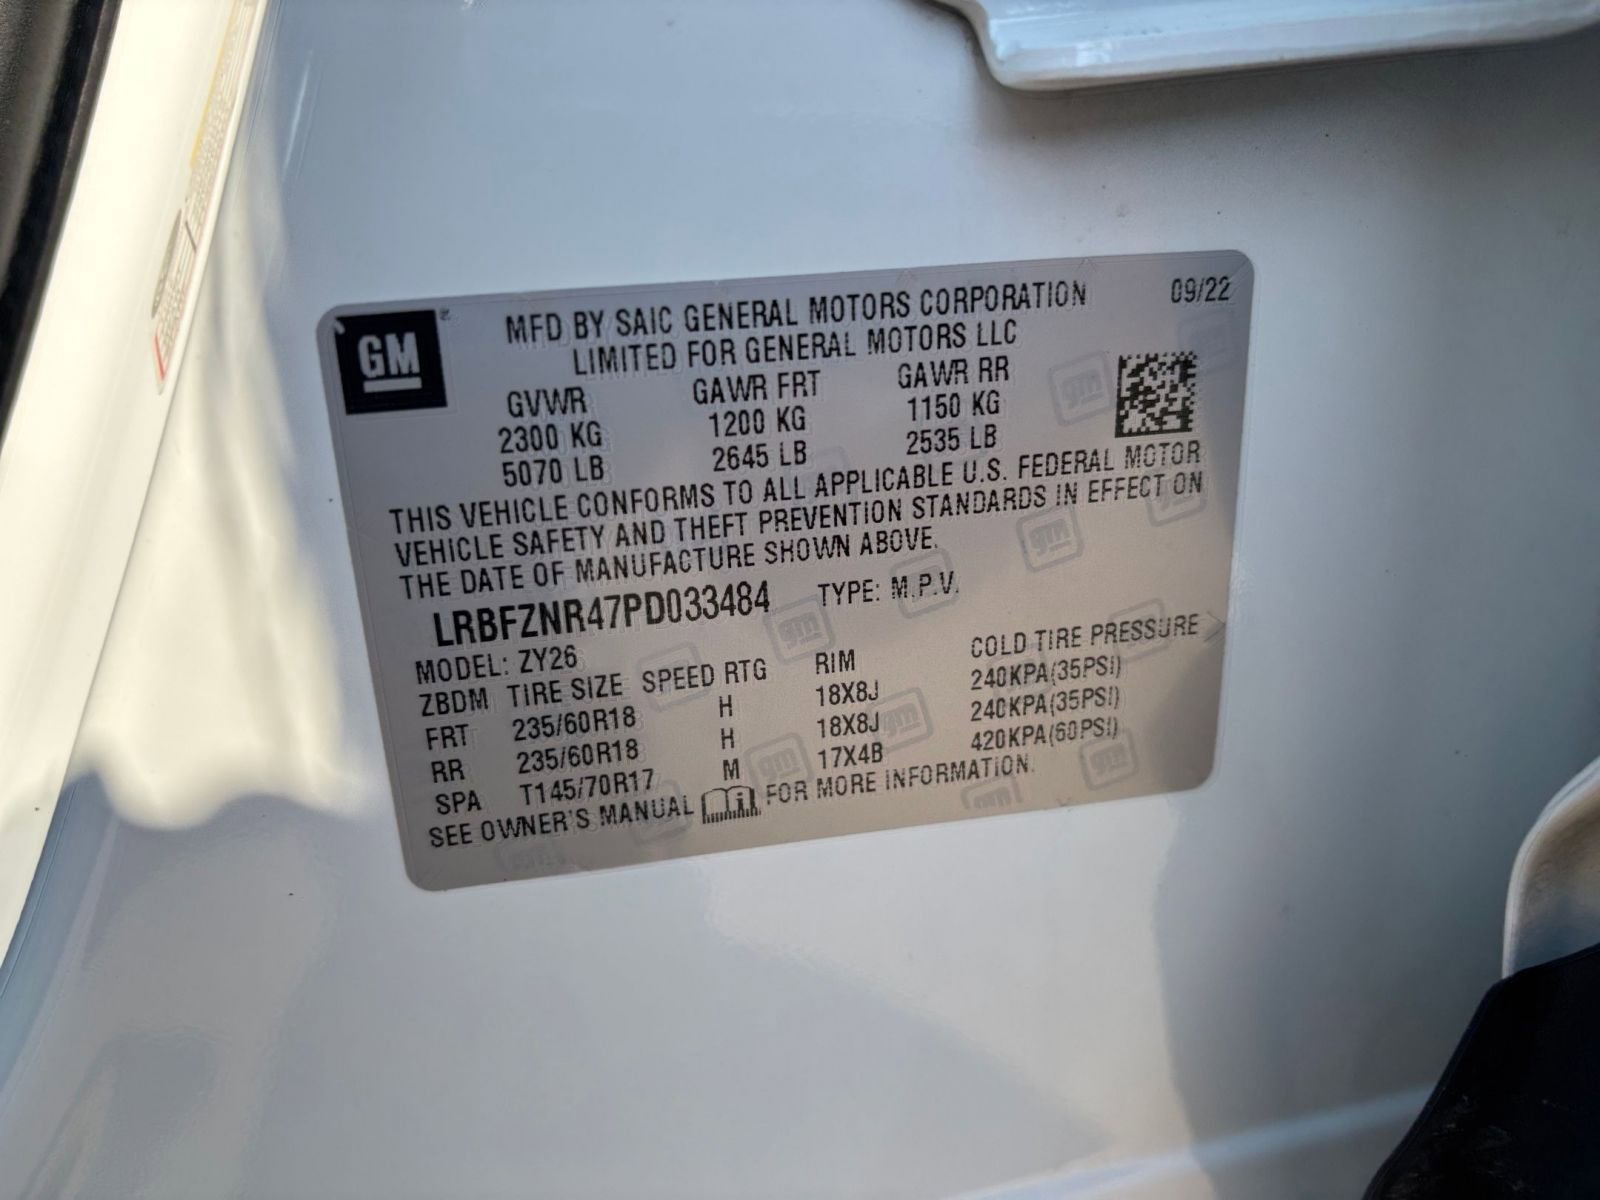 GM
MFD BY SAIC GENERAL MOTORS CORPORATION 09/22
LIMITED FOR GENERAL MOTORS LLC
GVWR GAWR FRT GAWR RR
2300 KG 1200 KG 1150 KG
5070 LB 2645 LB 2535 LB
THIS VEHICLE CONFORMS TO ALL APPLICABLE U.S. FEDERAL MOTOR
VEHICLE SAFETY AND THEFT PREVENTION STANDARDS IN EFFECT ON
THE DATE OF MANUFACTURE SHOWN ABOVE.
LRBFZNR47PD033484 TYPE: M.P.V.
MODEL: ZY26
ZBDM TIRE SIZE SPEED RTG RIM COLD TIRE PRESSURE
FRT 235/60R18 H 18X8J 240KPA(35PSI)
RR 235/60R18 H 18X8J 240KPA(35PSI)
SPA T145/70R17 M 17X4B 420KPA(60PSI)
SEE OWNER'S MANUAL FOR MORE INFORMATION.